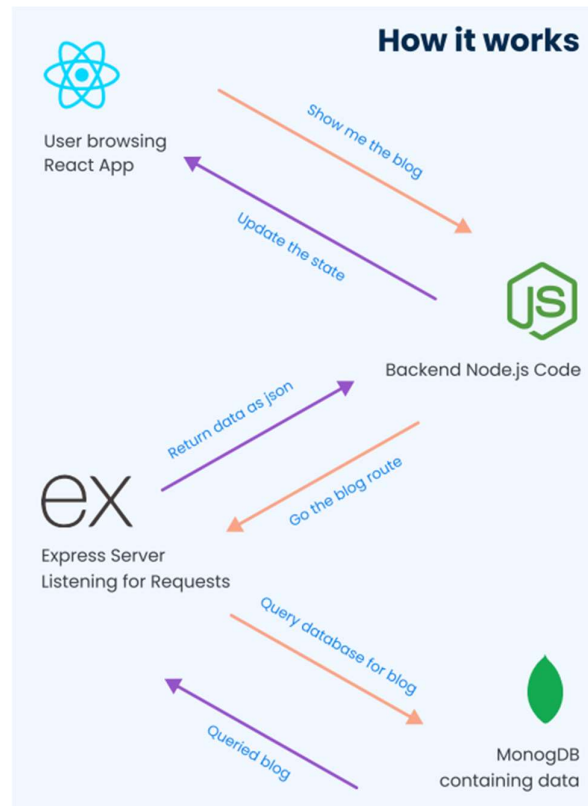 How it works
Show me the blog
User browsing
React App
Update the state
JS
Backend Node.js Code
Return data as json
Go the blog route
ex
Express Server
Listening for Requests
Query database for blog
Queried blog
MonogDB
containing data